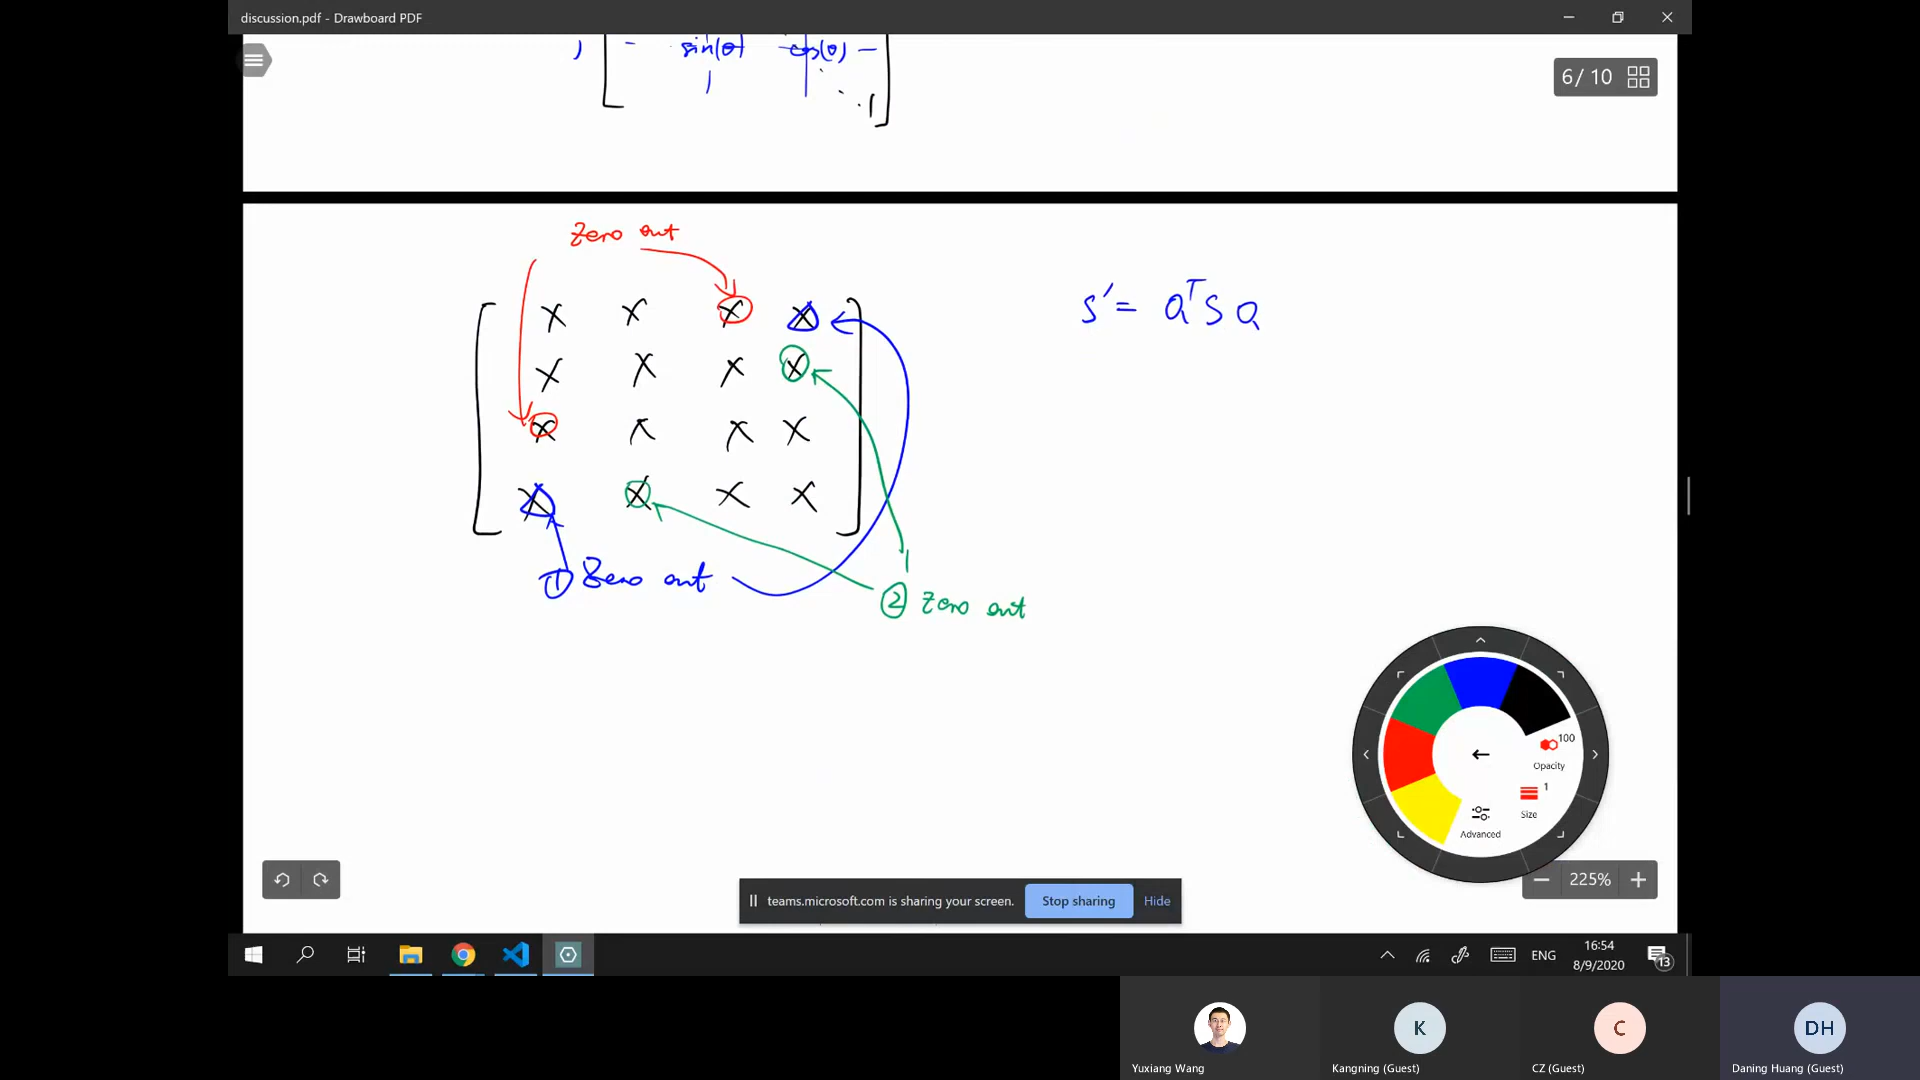 discussion.pdf - Drawboard PDF
sin(θ) cos(θ)
1
6 / 10
Zero out
X X X X
S' = QᵀSQ
X X X X
X X X X
X X X X
① Zero out
② Zero out
100
Opacity
1
Size
Advanced
225%
teams.microsoft.com is sharing your screen. Stop sharing Hide
ENG
16:54
8/9/2020
13
K
C
DH
Yuxiang Wang
Kangning (Guest)
CZ (Guest)
Daning Huang (Guest)